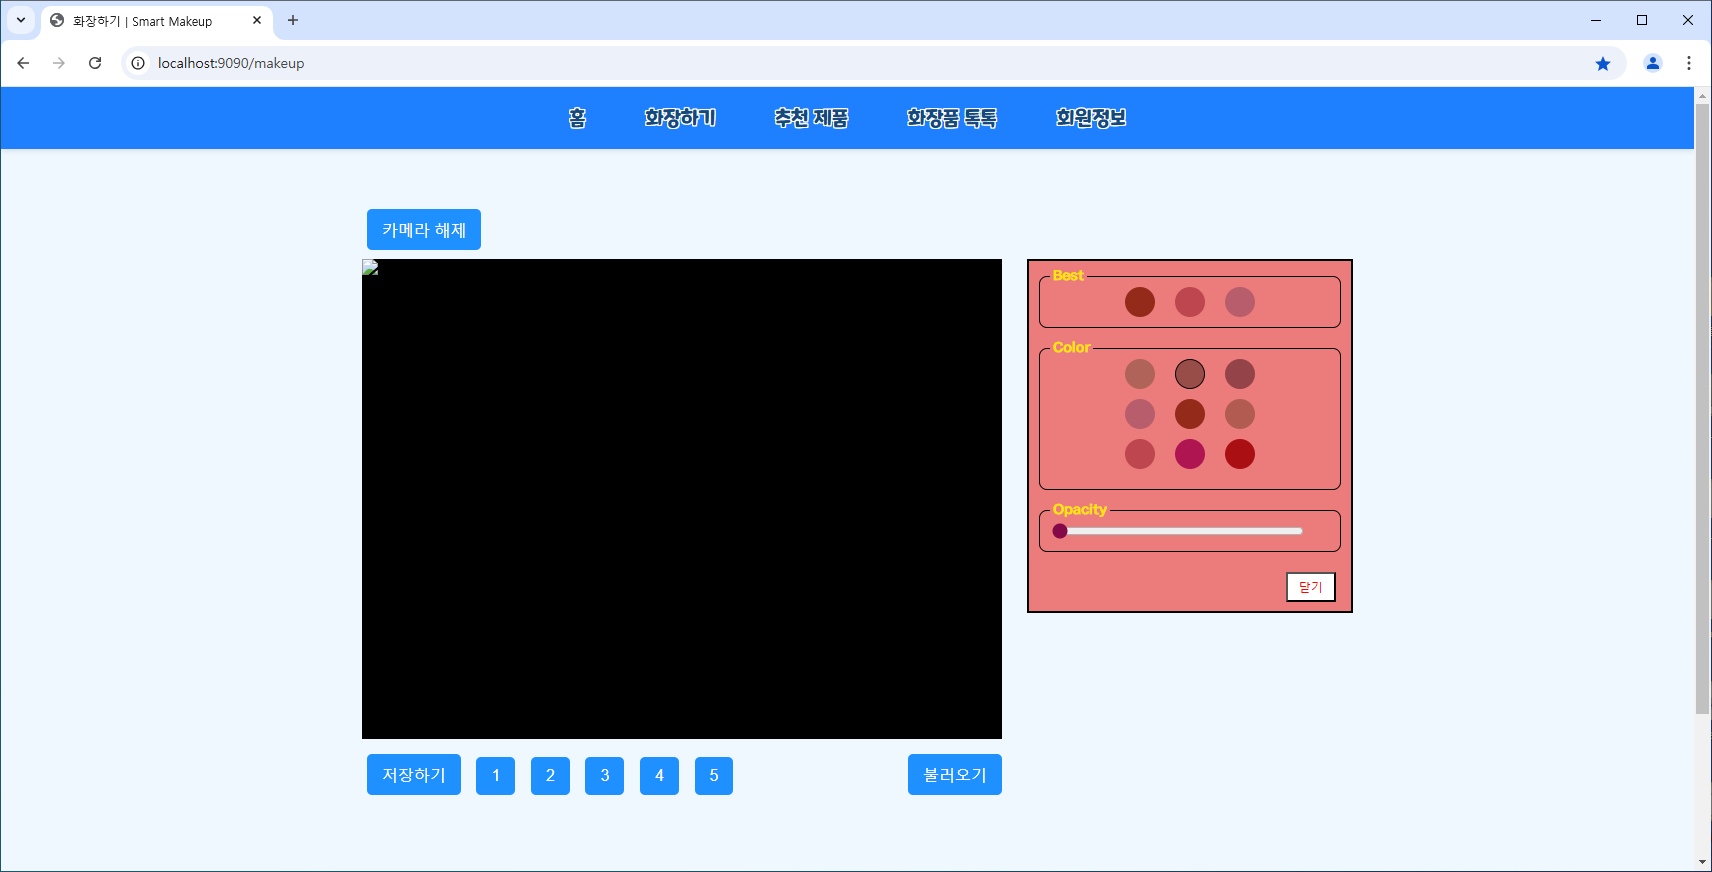 화장하기 | Smart Makeup
localhost:9090/makeup
홈 화장하기 추천 제품 화장품 톡톡 회원정보
카메라 해제
Best
Color
Opacity
닫기
저장하기 1 2 3 4 5 불러오기